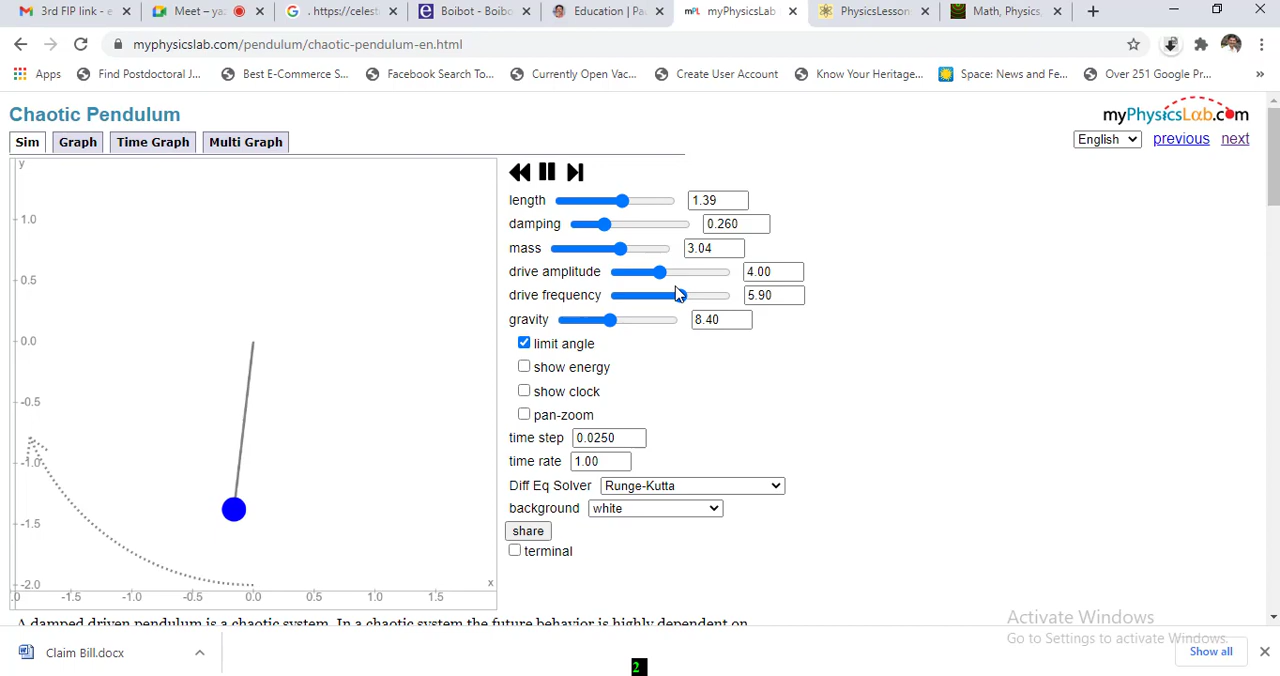 3rd FIP link - e
Meet – ya
. https://celest
Boibot - Boibot
Education | Pa
myPhysicsLab
PhysicsLesson
Math, Physics,
myphysicslab.com/pendulum/chaotic-pendulum-en.html
Apps
Find Postdoctoral J...
Best E-Commerce S...
Facebook Search To...
Currently Open Vac...
Create User Account
Know Your Heritage...
Space: News and Fe...
Over 251 Google Pr...
»
Chaotic Pendulum
myPhysicsLab.com
Sim
Graph
Time Graph
Multi Graph
English
previous
next
y
1.0
0.5
0.0
-0.5
-1.0
-1.5
-2.0
.0
-1.5
-1.0
-0.5
0.0
0.5
1.0
1.5
x
length 1.39
damping 0.260
mass 3.04
drive amplitude 4.00
drive frequency 5.90
gravity 8.40
limit angle
show energy
show clock
pan-zoom
time step 0.0250
time rate 1.00
Diff Eq Solver Runge-Kutta
background white
share
terminal
A damped driven pendulum is a chaotic system. In a chaotic system the future behavior is highly dependent on
Activate Windows
Go to Settings to activate Windows.
Claim Bill.docx
Show all
2